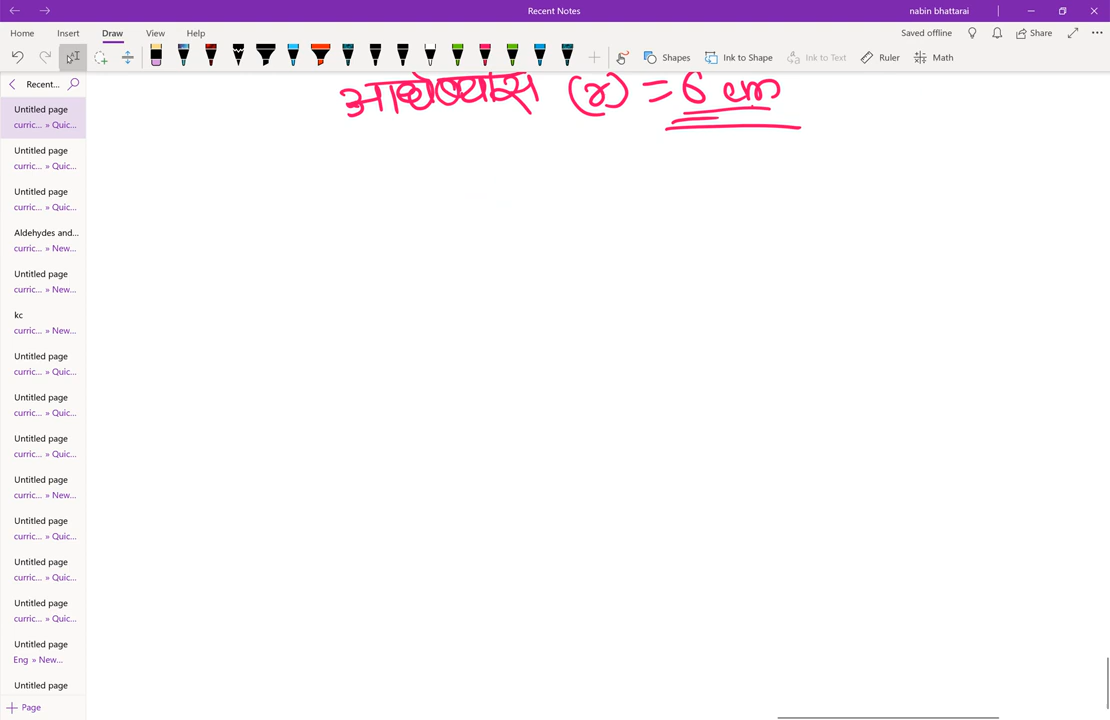 Recent Notes
nabin bhattarai
Home Insert Draw View Help
Saved offline
Share
Shapes
Ink to Shape
Ink to Text
Ruler
Math
Recent...
Untitled page
curric... » Quic...
Untitled page
curric... » Quic...
Untitled page
curric... » Quic...
Aldehydes and...
curric... » New...
Untitled page
curric... » New...
kc
curric... » New...
Untitled page
curric... » Quic...
Untitled page
curric... » Quic...
Untitled page
curric... » Quic...
Untitled page
curric... » New...
Untitled page
curric... » Quic...
Untitled page
curric... » Quic...
Untitled page
curric... » Quic...
Untitled page
Eng » New...
Untitled page
Page
(r) = 6 cm